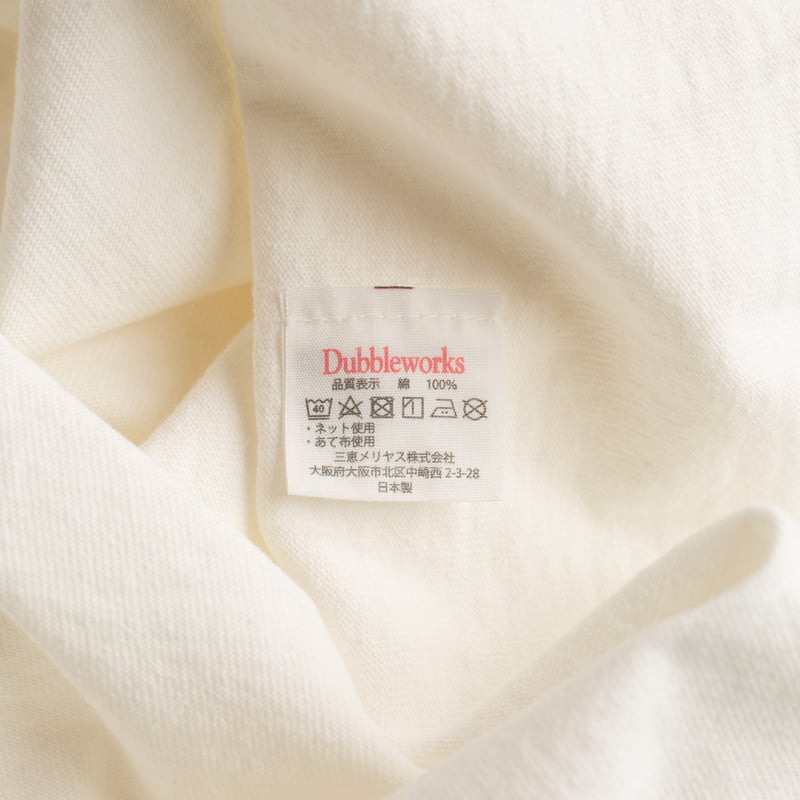 Dubbleworks
品質表示 綿 100%
40
・ネット使用
・あて布使用
三恵メリヤス株式会社
大阪府大阪市北区中崎西 2-3-28
日本製